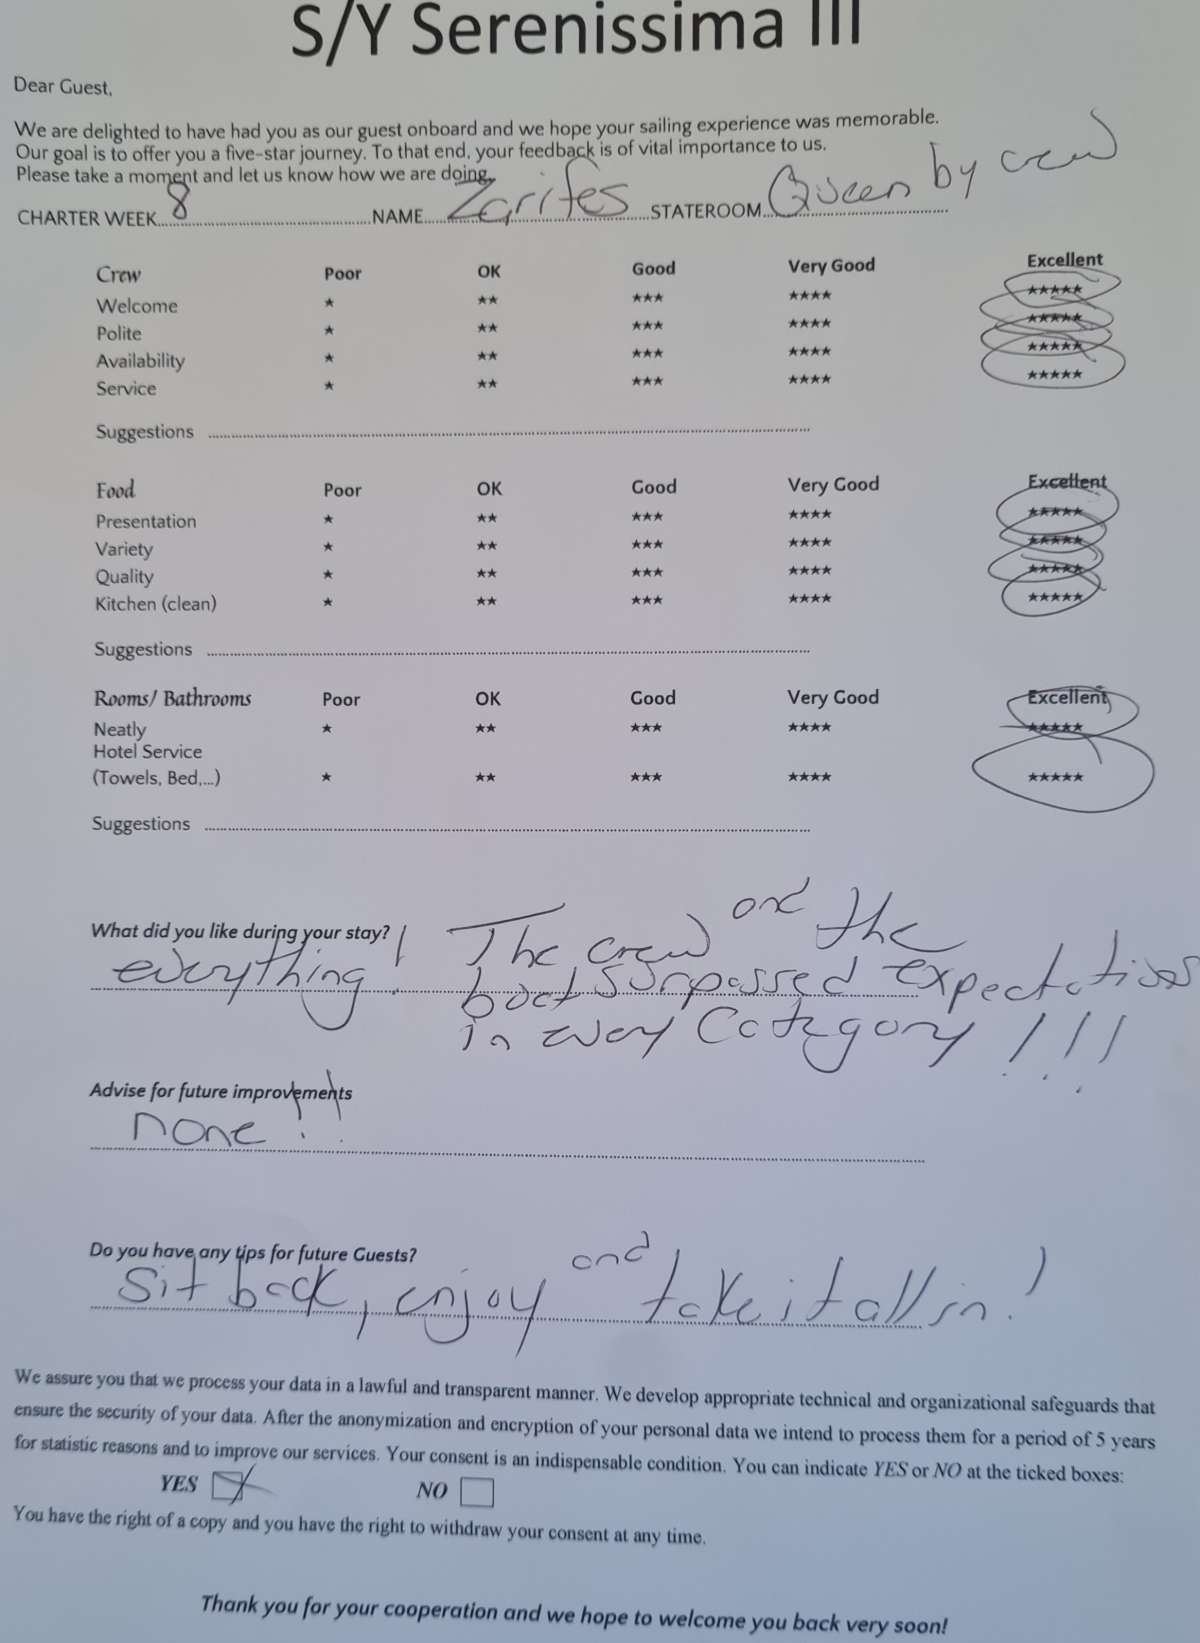 S/Y Serenissima III
Dear Guest,
We are delighted to have had you as our guest onboard and we hope your sailing experience was memorable.
Our goal is to offer you a five-star journey. To that end, your feedback is of vital importance to us.
Please take a moment and let us know how we are doing.
CHARTER WEEK 8 NAME Zarifes STATEROOM Queen by crew
Crew Poor OK Good Very Good Excellent
Welcome ★ ★★ ★★★ ★★★★ ★★★★★
Polite ★ ★★ ★★★ ★★★★ ★★★★★
Availability ★ ★★ ★★★ ★★★★ ★★★★★
Service ★ ★★ ★★★ ★★★★ ★★★★★
Suggestions
Food Poor OK Good Very Good Excellent
Presentation ★ ★★ ★★★ ★★★★ ★★★★★
Variety ★ ★★ ★★★ ★★★★ ★★★★★
Quality ★ ★★ ★★★ ★★★★ ★★★★★
Kitchen (clean) ★ ★★ ★★★ ★★★★ ★★★★★
Suggestions
Rooms/ Bathrooms Poor OK Good Very Good Excellent
Neatly ★ ★★ ★★★ ★★★★ ★★★★★
Hotel Service
(Towels, Bed,...) ★ ★★ ★★★ ★★★★ ★★★★★
Suggestions
What did you like during your stay?
everything! The crew and the
boat surpassed expectations
in every category!!!
Advise for future improvements
none!!
Do you have any tips for future Guests?
Sit back, enjoy and take it all in!
We assure you that we process your data in a lawful and transparent manner. We develop appropriate technical and organizational safeguards that
ensure the security of your data. After the anonymization and encryption of your personal data we intend to process them for a period of 5 years
for statistic reasons and to improve our services. Your consent is an indispensable condition. You can indicate YES or NO at the ticked boxes:
YES NO
You have the right of a copy and you have the right to withdraw your consent at any time.
Thank you for your cooperation and we hope to welcome you back very soon!